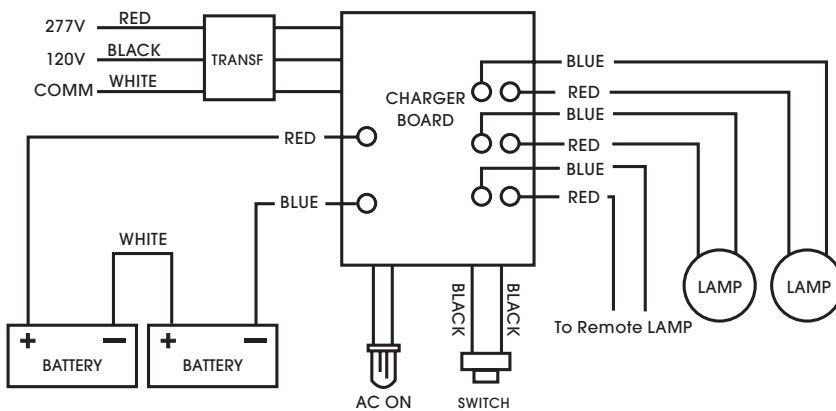 277V RED
120V BLACK
COMM WHITE
TRANSF
CHARGER
BOARD
BLUE
RED
BLUE
RED
BLUE
RED
RED
BLUE
WHITE
+ − BATTERY
+ − BATTERY
BLACK
BLACK
LAMP
LAMP
To Remote LAMP
AC ON
SWITCH